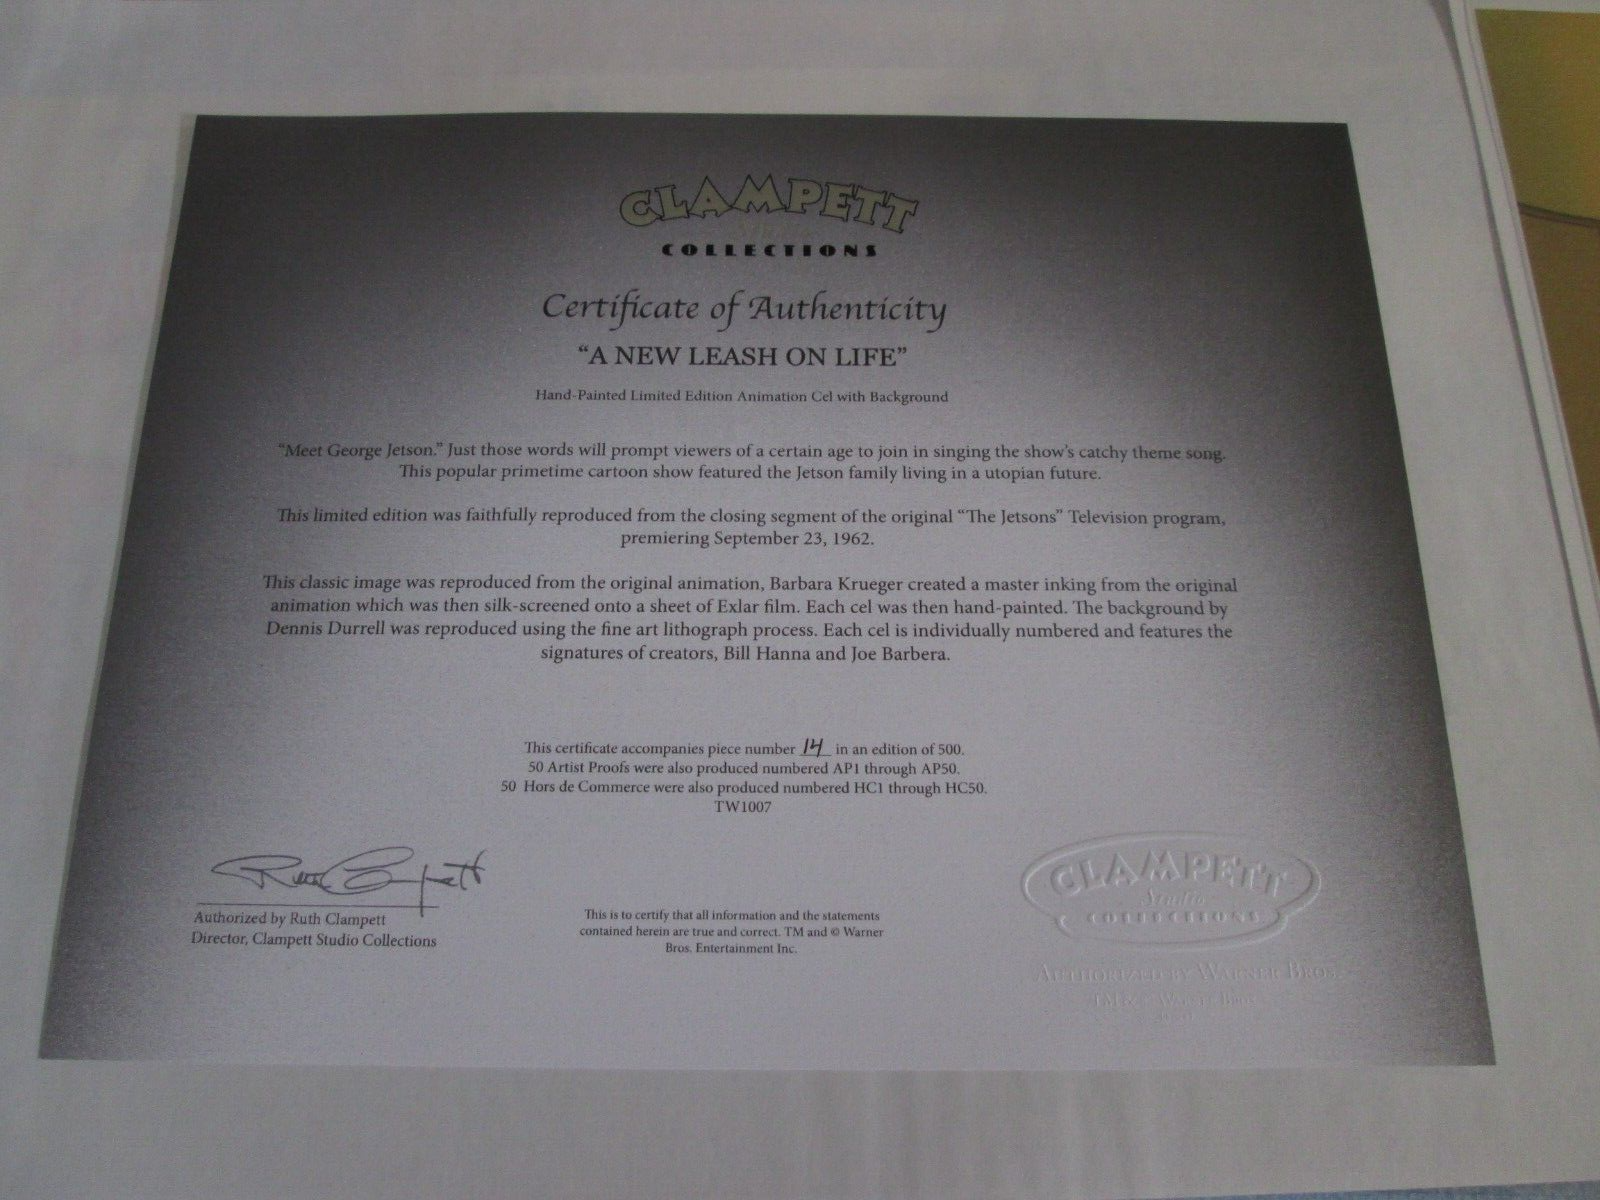 CLAMPETT
COLLECTIONS
Certificate of Authenticity
“A NEW LEASH ON LIFE”
Hand-Painted Limited Edition Animation Cel with Background
“Meet George Jetson.” Just those words will prompt viewers of a certain age to join in singing the show’s catchy theme song.
This popular primetime cartoon show featured the Jetson family living in a utopian future.
This limited edition was faithfully reproduced from the closing segment of the original “The Jetsons” Television program,
premiering September 23, 1962.
This classic image was reproduced from the original animation, Barbara Krueger created a master inking from the original
animation which was then silk-screened onto a sheet of Exlar film. Each cel was then hand-painted. The background by
Dennis Durrell was reproduced using the fine art lithograph process. Each cel is individually numbered and features the
signatures of creators, Bill Hanna and Joe Barbera.
This certificate accompanies piece number 14 in an edition of 500.
50 Artist Proofs were also produced numbered AP1 through AP50.
50 Hors de Commerce were also produced numbered HC1 through HC50.
TW1007
Ruth Clampett
Authorized by Ruth Clampett
Director, Clampett Studio Collections
This is to certify that all information and the statements
contained herein are true and correct. TM and © Warner
Bros. Entertainment Inc.
CLAMPETT
Studio
COLLECTIONS
AUTHORIZED BY WARNER BROS.
TM & Warner Bros.